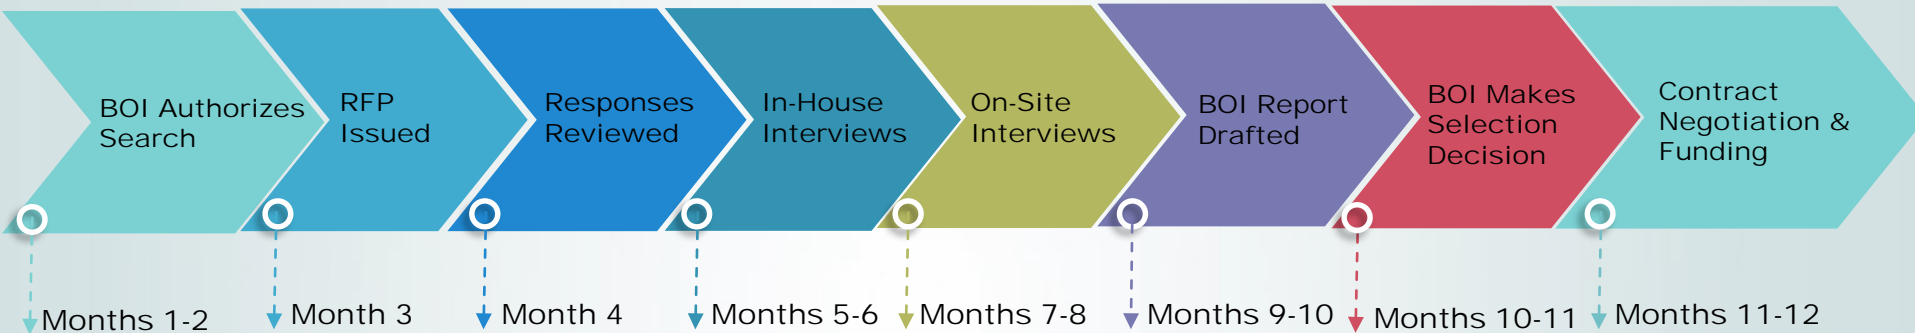 BOI Authorizes
Search
RFP
Issued
Responses
Reviewed
In-House
Interviews
On-Site
Interviews
BOI Report
Drafted
BOI Makes
Selection
Decision
Contract
Negotiation &
Funding
Months 1-2
Month 3
Month 4
Months 5-6
Months 7-8
Months 9-10
Months 10-11
Months 11-12